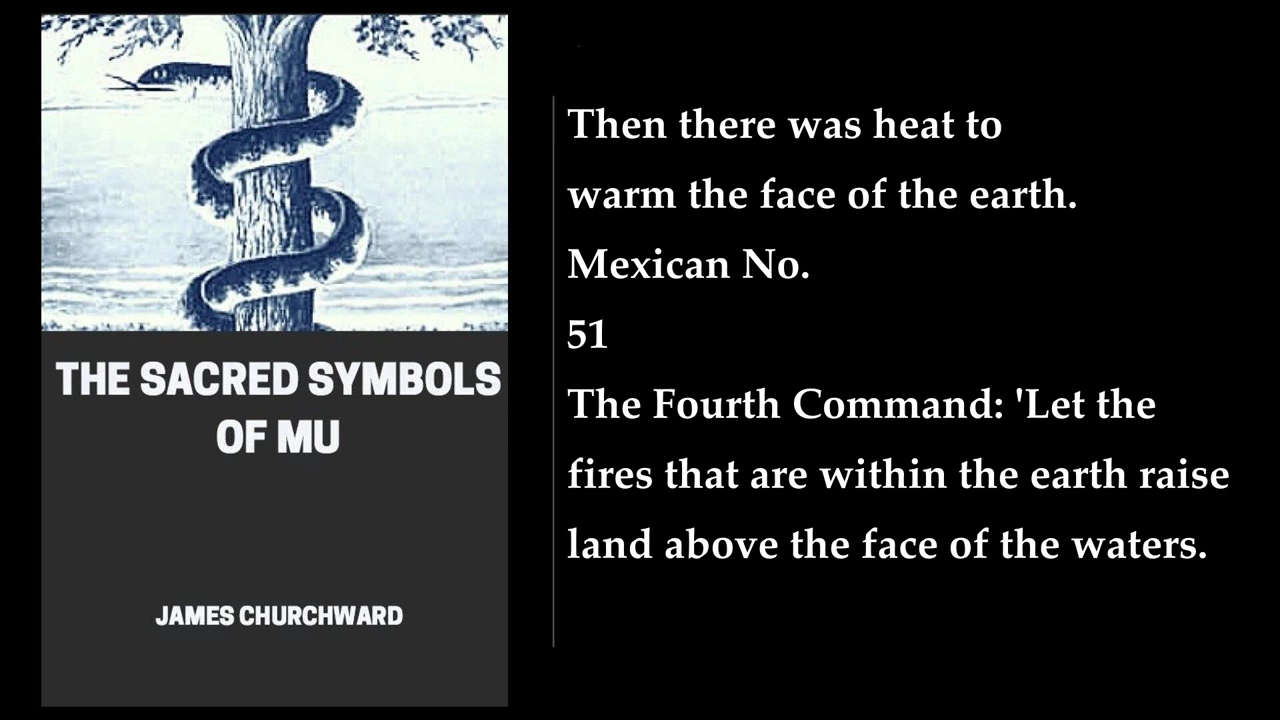 THE SACRED SYMBOLS
OF MU
JAMES CHURCHWARD
Then there was heat to
warm the face of the earth.
Mexican No.
51
The Fourth Command: 'Let the
fires that are within the earth raise
land above the face of the waters.